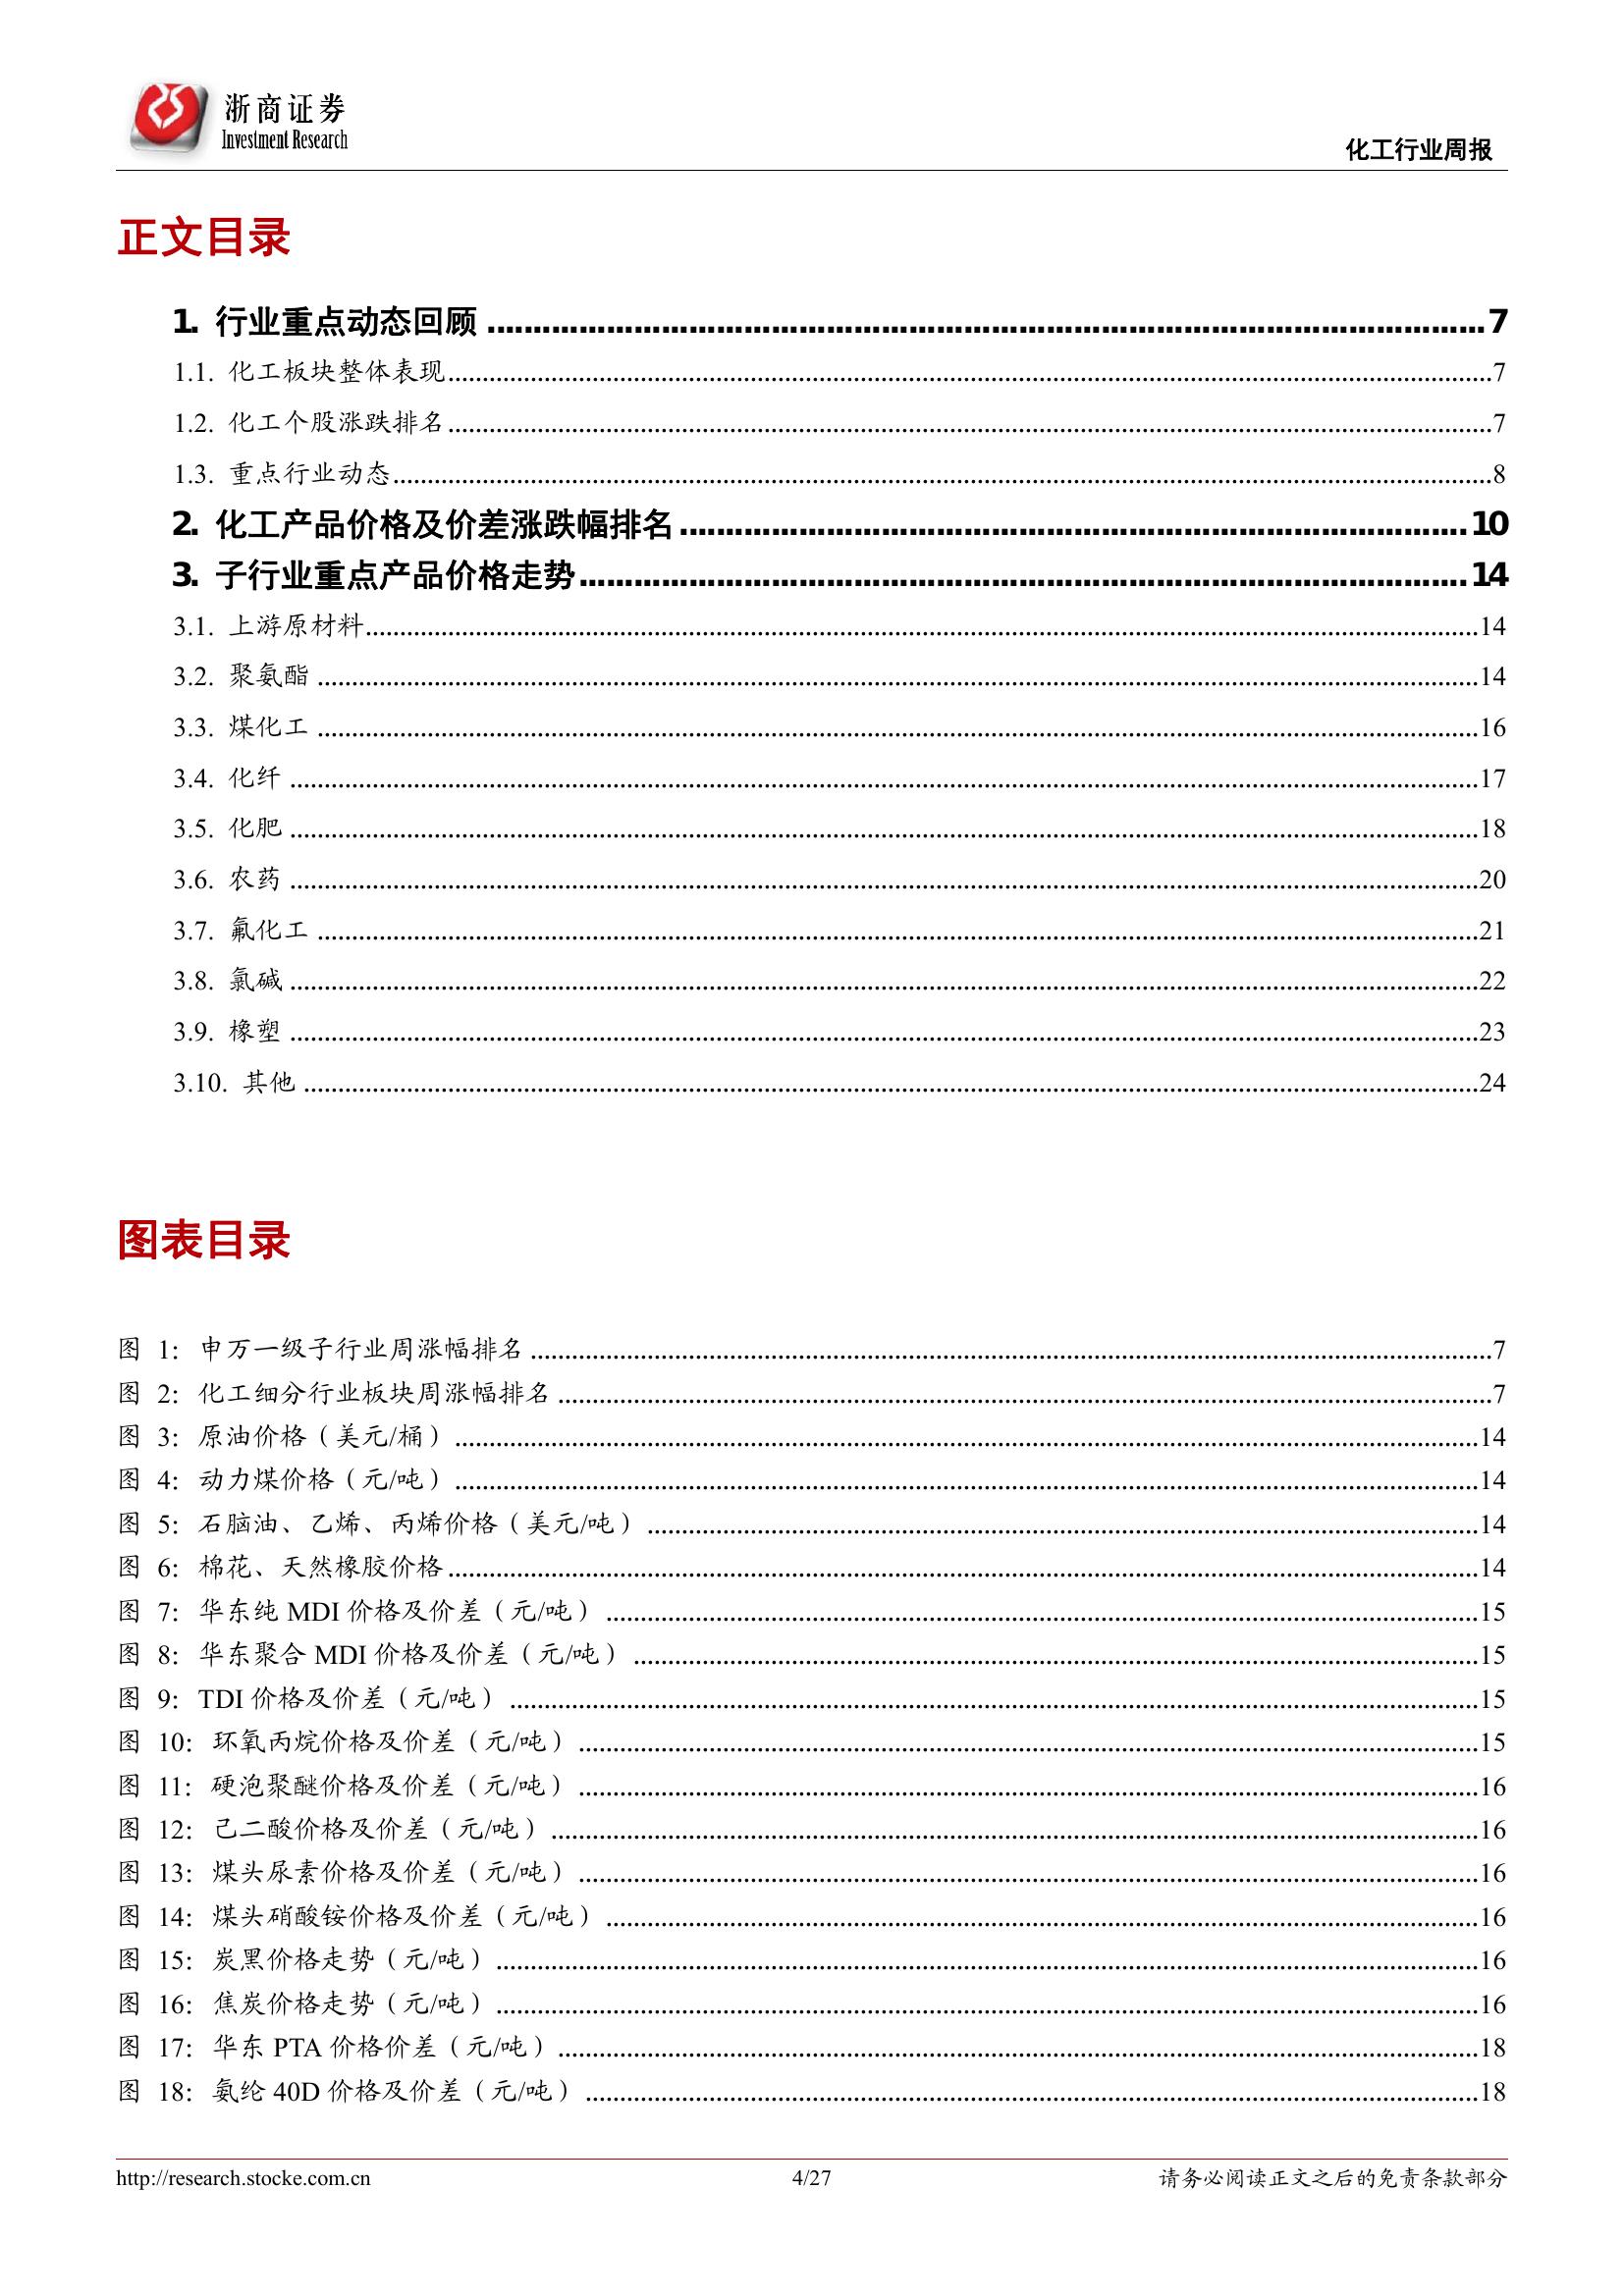 浙商证券
Investment Research
化工行业周报
正文目录
1. 行业重点动态回顾 ........ 7
1.1. 化工板块整体表现 ........ 7
1.2. 化工个股涨跌排名 ........ 7
1.3. 重点行业动态 ........ 8
2. 化工产品价格及价差涨跌幅排名 ........ 10
3. 子行业重点产品价格走势 ........ 14
3.1. 上游原材料 ........ 14
3.2. 聚氨酯 ........ 14
3.3. 煤化工 ........ 16
3.4. 化纤 ........ 17
3.5. 化肥 ........ 18
3.6. 农药 ........ 20
3.7. 氟化工 ........ 21
3.8. 氯碱 ........ 22
3.9. 橡塑 ........ 23
3.10. 其他 ........ 24
图表目录
图 1：申万一级子行业周涨幅排名 ........ 7
图 2：化工细分行业板块周涨幅排名 ........ 7
图 3：原油价格（美元/桶） ........ 14
图 4：动力煤价格（元/吨） ........ 14
图 5：石脑油、乙烯、丙烯价格（美元/吨） ........ 14
图 6：棉花、天然橡胶价格 ........ 14
图 7：华东纯 MDI 价格及价差（元/吨） ........ 15
图 8：华东聚合 MDI 价格及价差（元/吨） ........ 15
图 9：TDI 价格及价差（元/吨） ........ 15
图 10：环氧丙烷价格及价差（元/吨） ........ 15
图 11：硬泡聚醚价格及价差（元/吨） ........ 16
图 12：己二酸价格及价差（元/吨） ........ 16
图 13：煤头尿素价格及价差（元/吨） ........ 16
图 14：煤头硝酸铵价格及价差（元/吨） ........ 16
图 15：炭黑价格走势（元/吨） ........ 16
图 16：焦炭价格走势（元/吨） ........ 16
图 17：华东 PTA 价格价差（元/吨） ........ 18
图 18：氨纶 40D 价格及价差（元/吨） ........ 18
http://research.stocke.com.cn 4/27 请务必阅读正文之后的免责条款部分